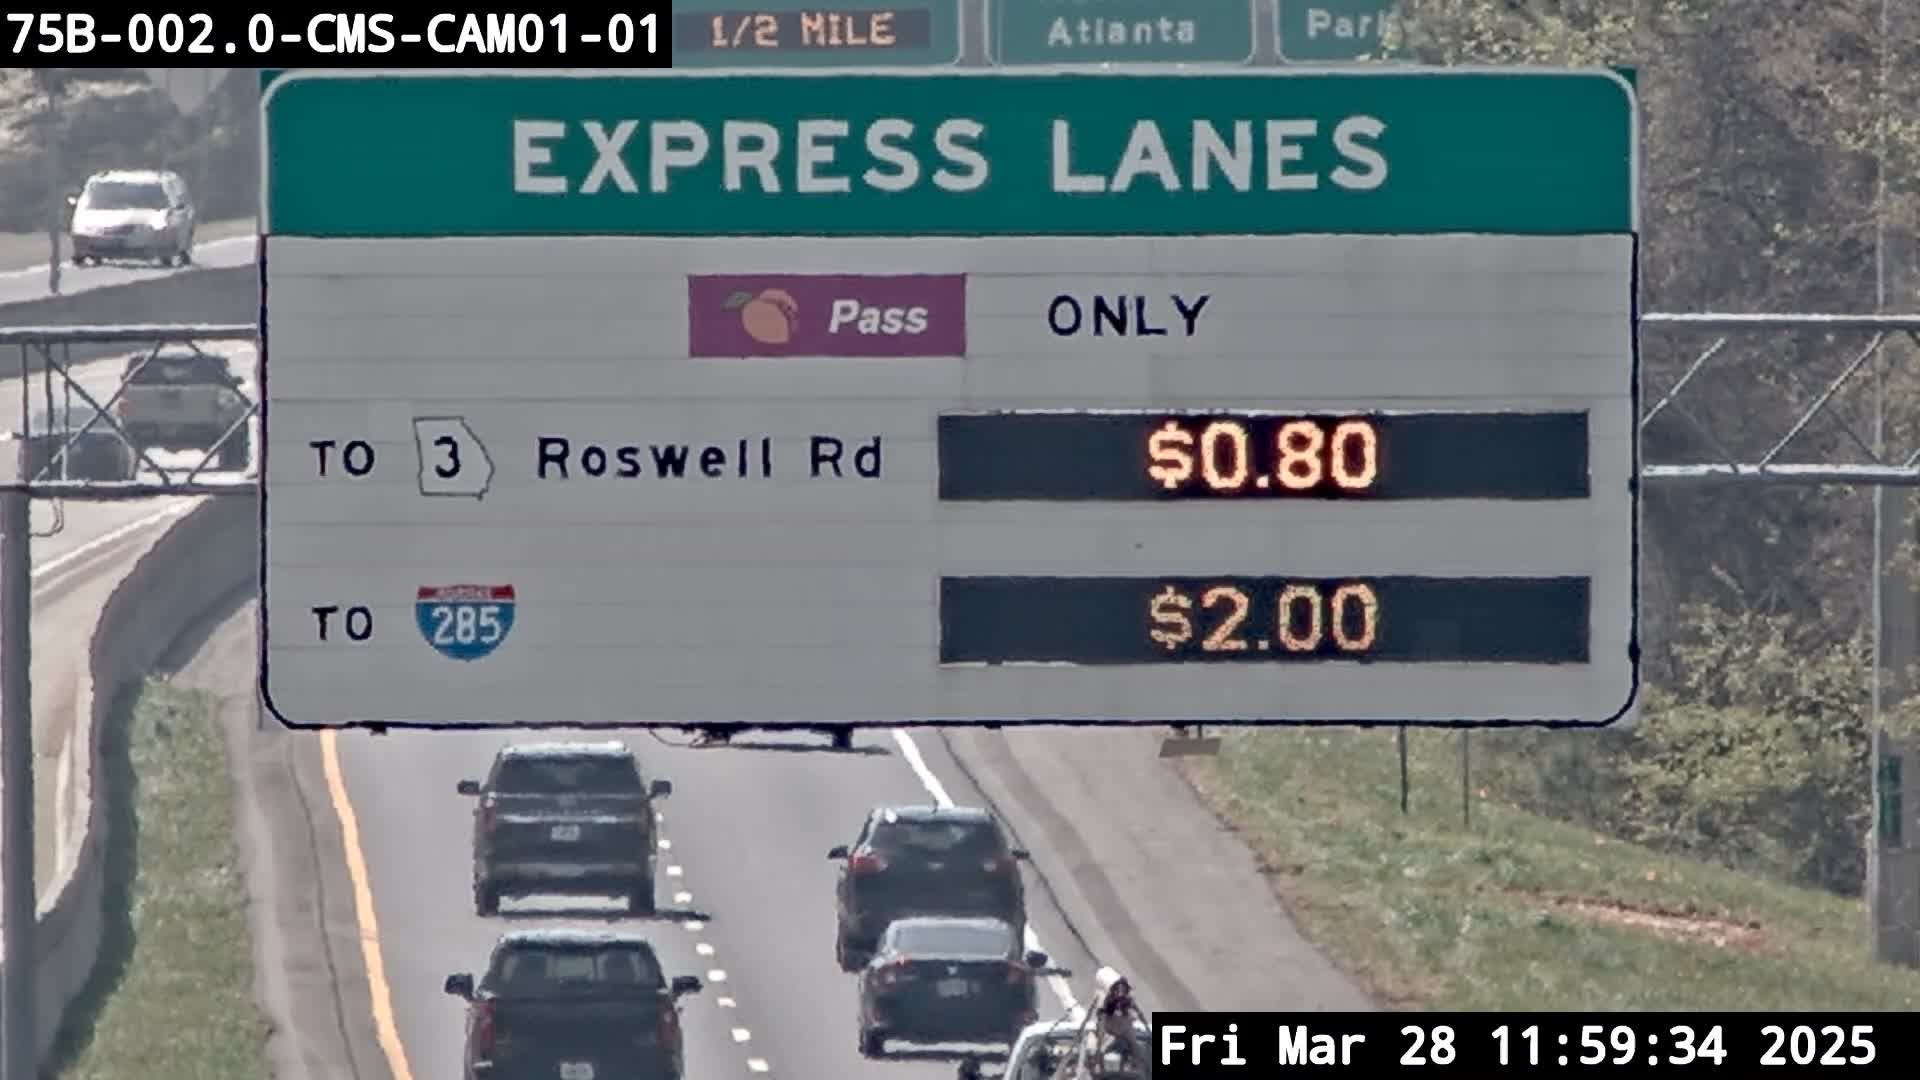 75B-002.0-CMS-CAM01-01
1/2 MILE
Atlanta
EXPRESS LANES
Pass ONLY
TO 3 Roswell Rd $0.80
TO 285 $2.00
Fri Mar 28 11:59:34 2025